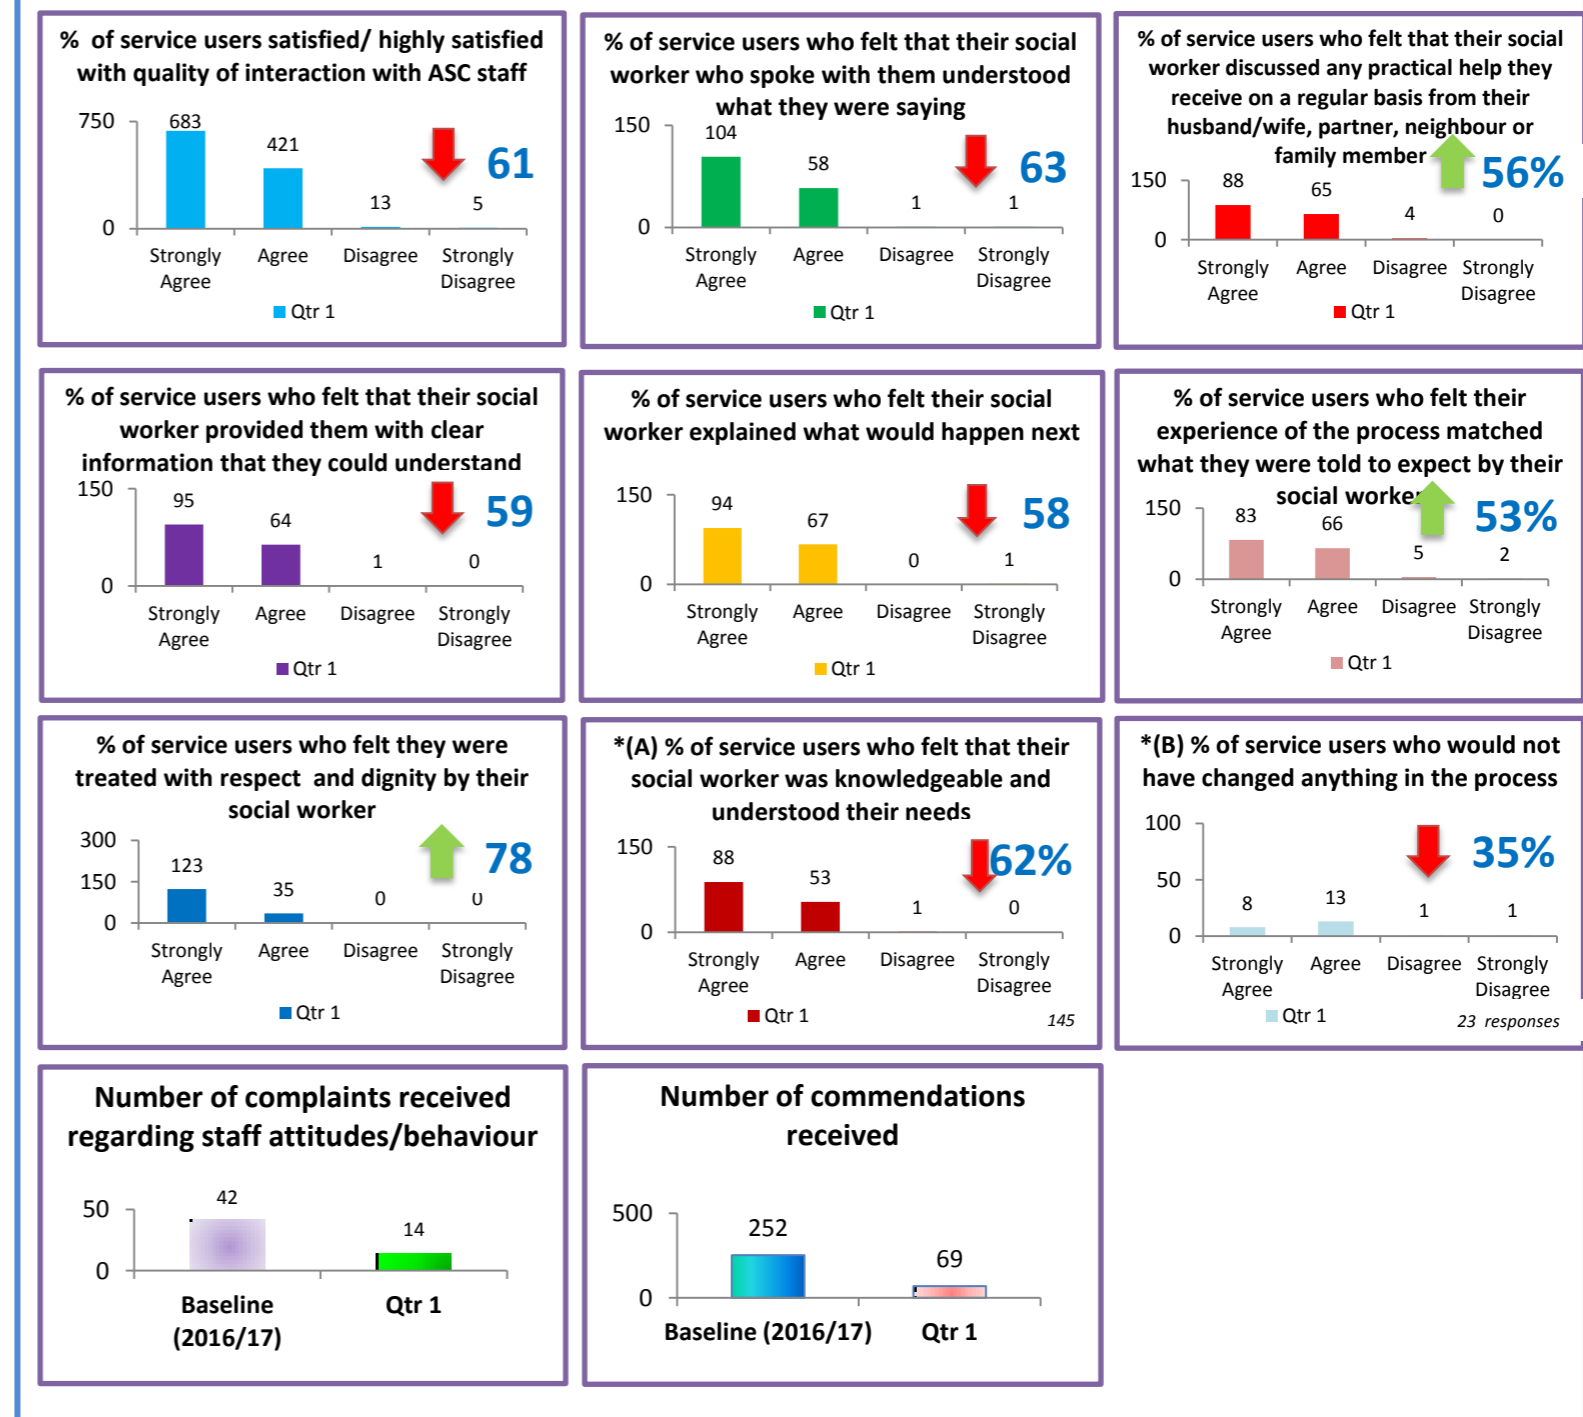 % of service users satisfied/ highly satisfied
with quality of interaction with ASC staff
750
683
421
13
5
0
61
Strongly Agree
Agree
Disagree
Strongly Disagree
Qtr 1
% of service users who felt that their social
worker who spoke with them understood
what they were saying
150
104
58
1
1
0
63
Strongly Agree
Agree
Disagree
Strongly Disagree
Qtr 1
% of service users who felt that their social
worker discussed any practical help they
receive on a regular basis from their
husband/wife, partner, neighbour or
family member
56%
150
88
65
4
0
0
Strongly Agree
Agree
Disagree
Strongly Disagree
Qtr 1
% of service users who felt that their social
worker provided them with clear
information that they could understand
150
95
64
1
0
0
59
Strongly Agree
Agree
Disagree
Strongly Disagree
Qtr 1
% of service users who felt their social
worker explained what would happen next
150
94
67
0
1
0
58
Strongly Agree
Agree
Disagree
Strongly Disagree
Qtr 1
% of service users who felt their
experience of the process matched
what they were told to expect by their
social worker
53%
150
83
66
5
2
0
Strongly Agree
Agree
Disagree
Strongly Disagree
Qtr 1
% of service users who felt they were
treated with respect and dignity by their
social worker
300
150
0
123
35
0
0
78
Strongly Agree
Agree
Disagree
Strongly Disagree
Qtr 1
*(A) % of service users who felt that their
social worker was knowledgeable and
understood their needs
150
88
53
1
0
0
62%
Strongly Agree
Agree
Disagree
Strongly Disagree
Qtr 1
145
*(B) % of service users who would not
have changed anything in the process
100
50
0
8
13
1
1
35%
Strongly Agree
Agree
Disagree
Strongly Disagree
Qtr 1
23 responses
Number of complaints received
regarding staff attitudes/behaviour
50
42
14
0
Baseline (2016/17)
Qtr 1
Number of commendations
received
500
252
69
0
Baseline (2016/17)
Qtr 1